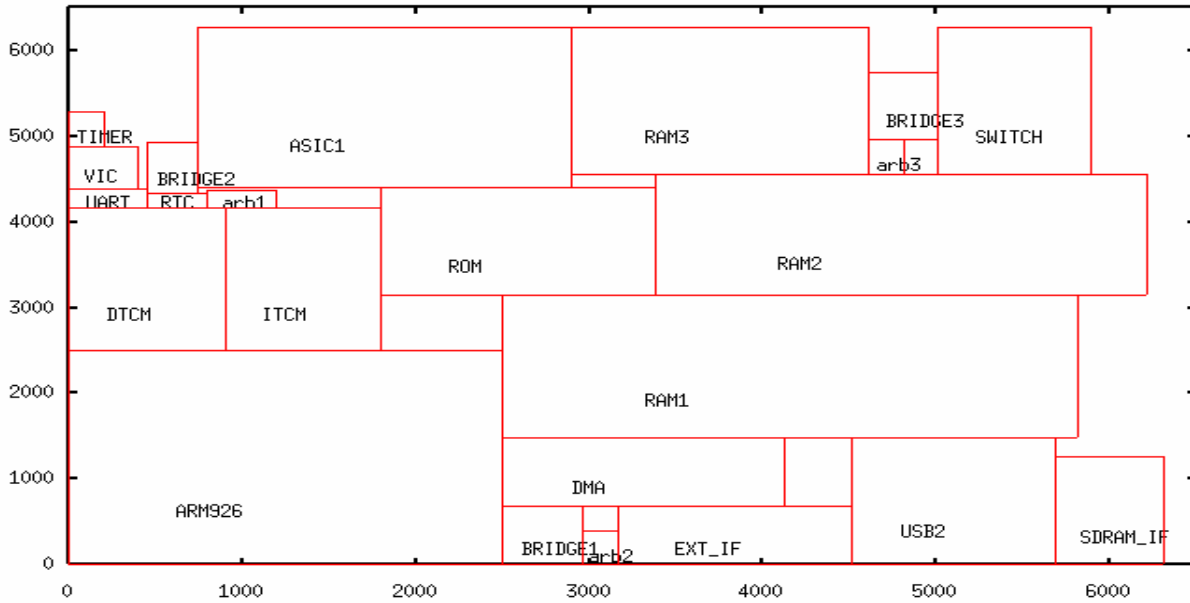 6000
5000
4000
3000
2000
1000
0
TIMER
ASIC1
RAM3
BRIDGE3
SWITCH
VIC
BRIDGE2
arb3
UART
RTC
arb1
ROM
RAM2
DTCM
ITCM
RAM1
ARM926
DMA
BRIDGE1
arb2
EXT_IF
USB2
SDRAM_IF
0 1000 2000 3000 4000 5000 6000